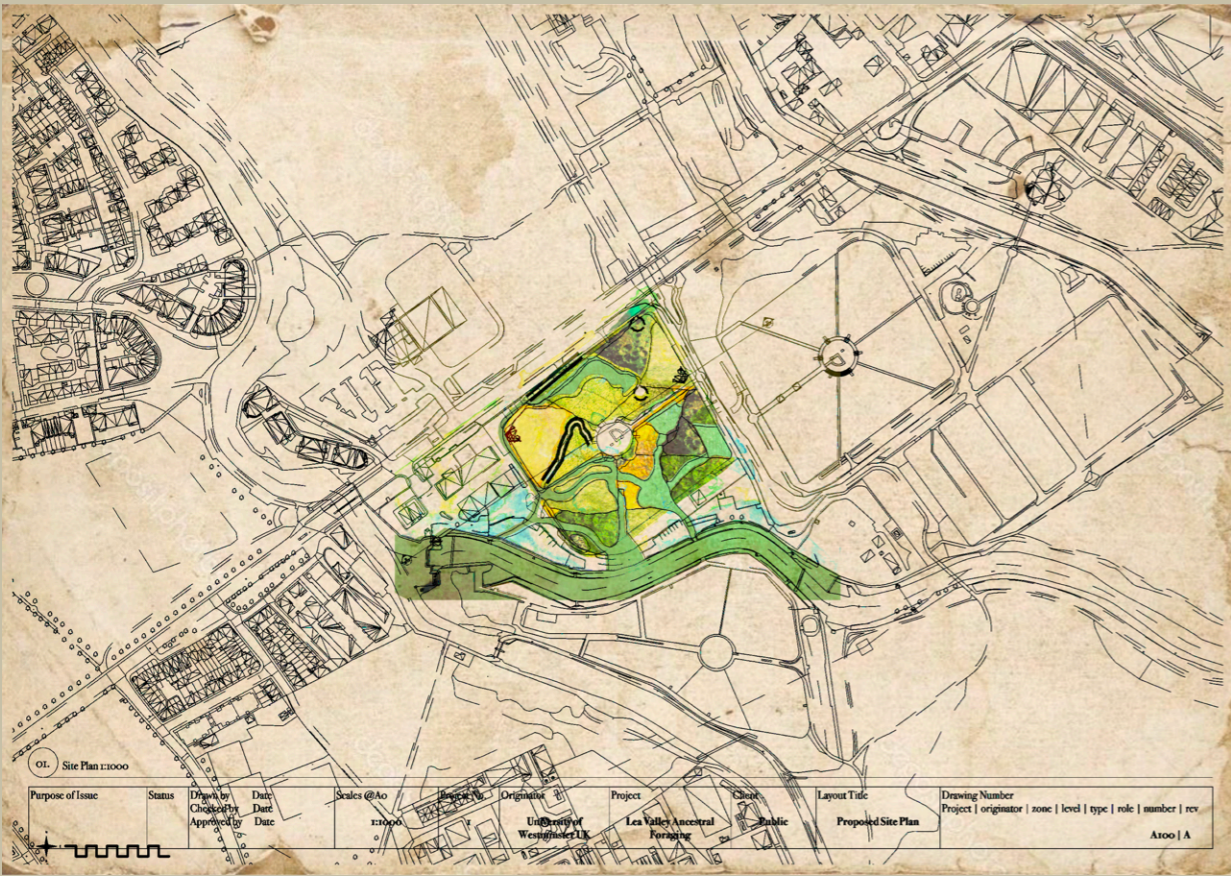 01.
Site Plan 1:1000
Purpose of Issue
Status
Drawn by Date
Checked by Date
Approved by Date
Scales @A0
1:1000
Project No.
1
Originator
University of
Westminster UK
Project
Lea Valley Ancestral
Foraging
Client
Public
Layout Title
Proposed Site Plan
Drawing Number
Project | originator | zone | level | type | role | number | rev
A100 | A